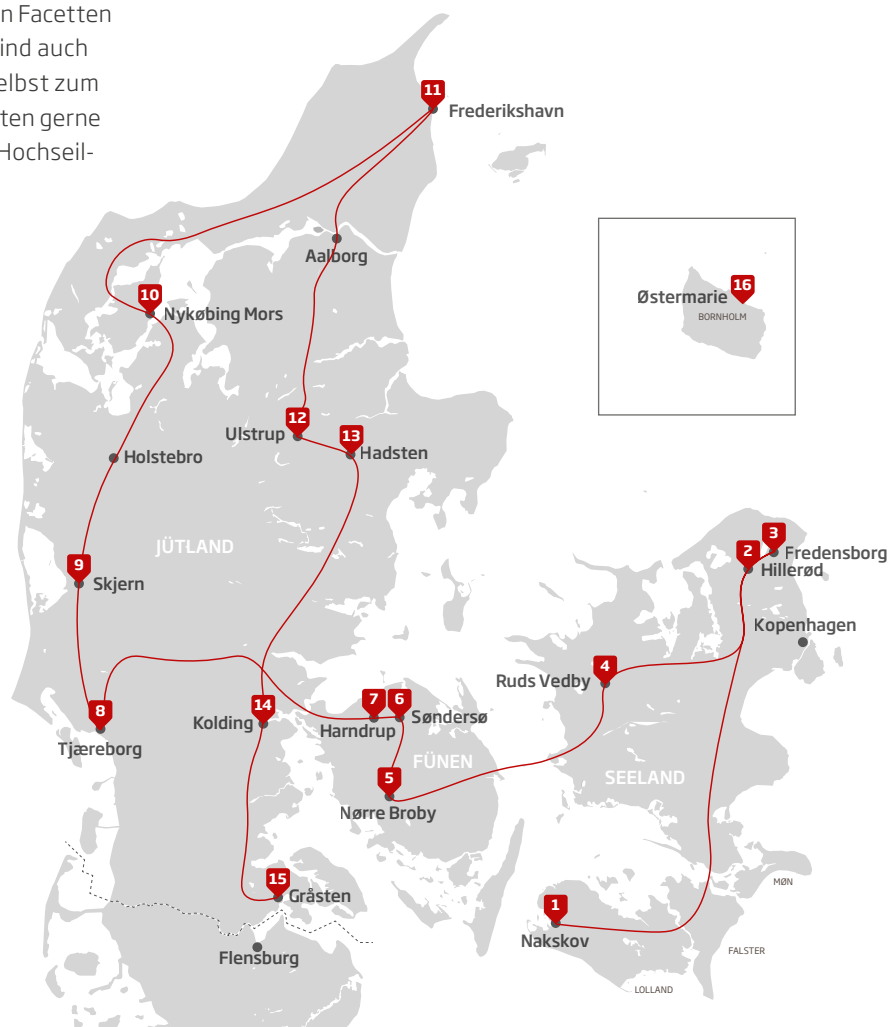 n Facetten
ind auch
elbst zum
ten gerne
Hochseil-
11
Frederikshavn
Aalborg
16
Østermarie
BORNHOLM
10
Nykøbing Mors
12
Ulstrup
13
Hadsten
Holstebro
JÜTLAND
3
Fredensborg
2
Hillerød
9
Skjern
Kopenhagen
4
Ruds Vedby
8
Tjæreborg
14
Kolding
7
Harndrup
6
Søndersø
FÜNEN
SEELAND
5
Nørre Broby
15
Gråsten
MØN
1
Nakskov
Flensburg
FALSTER
LOLLAND